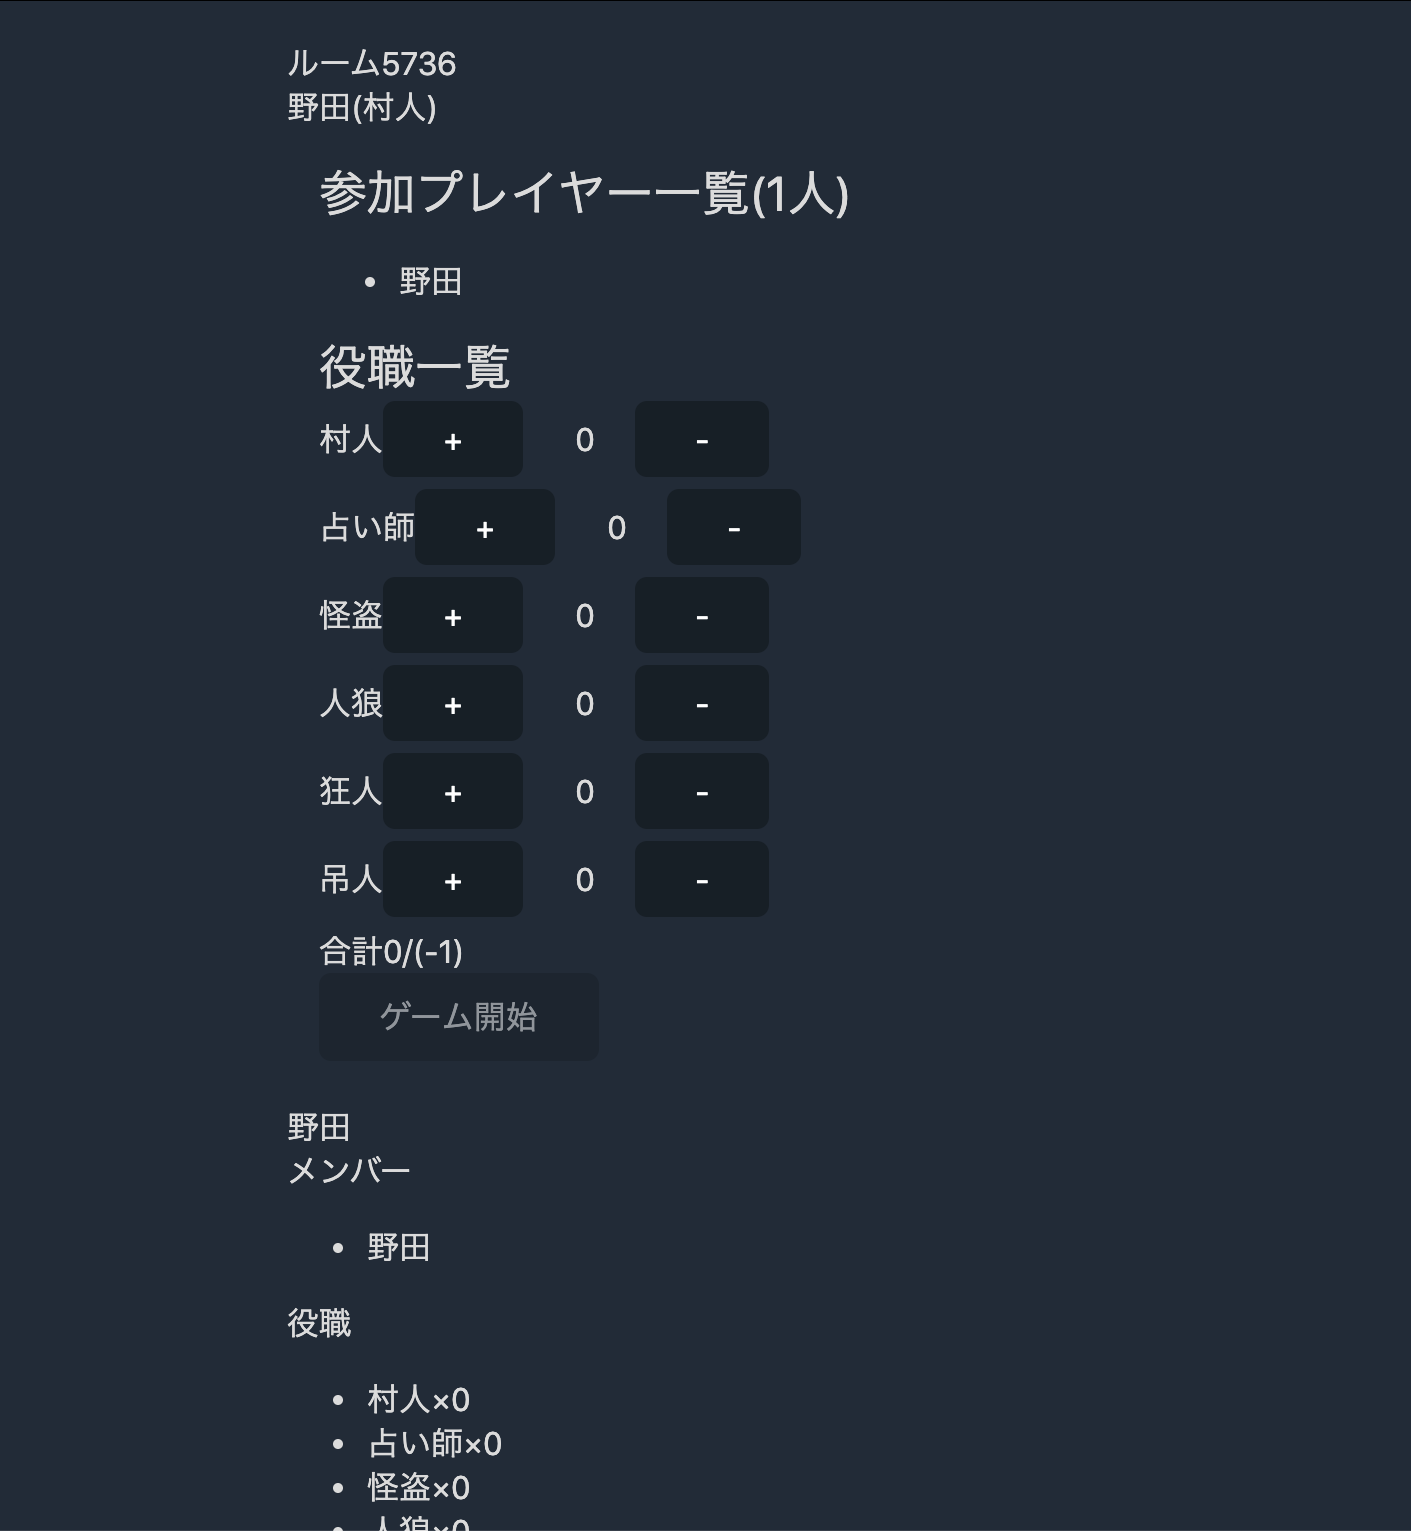 ルーム5736
野田(村人)
参加プレイヤー一覧(1人)
• 野田
役職一覧
村人 + 0 -
占い師 + 0 -
怪盗 + 0 -
人狼 + 0 -
狂人 + 0 -
吊人 + 0 -
合計0/(-1)
ゲーム開始
野田
メンバー
• 野田
役職
• 村人×0
• 占い師×0
• 怪盗×0
• 人狼×0